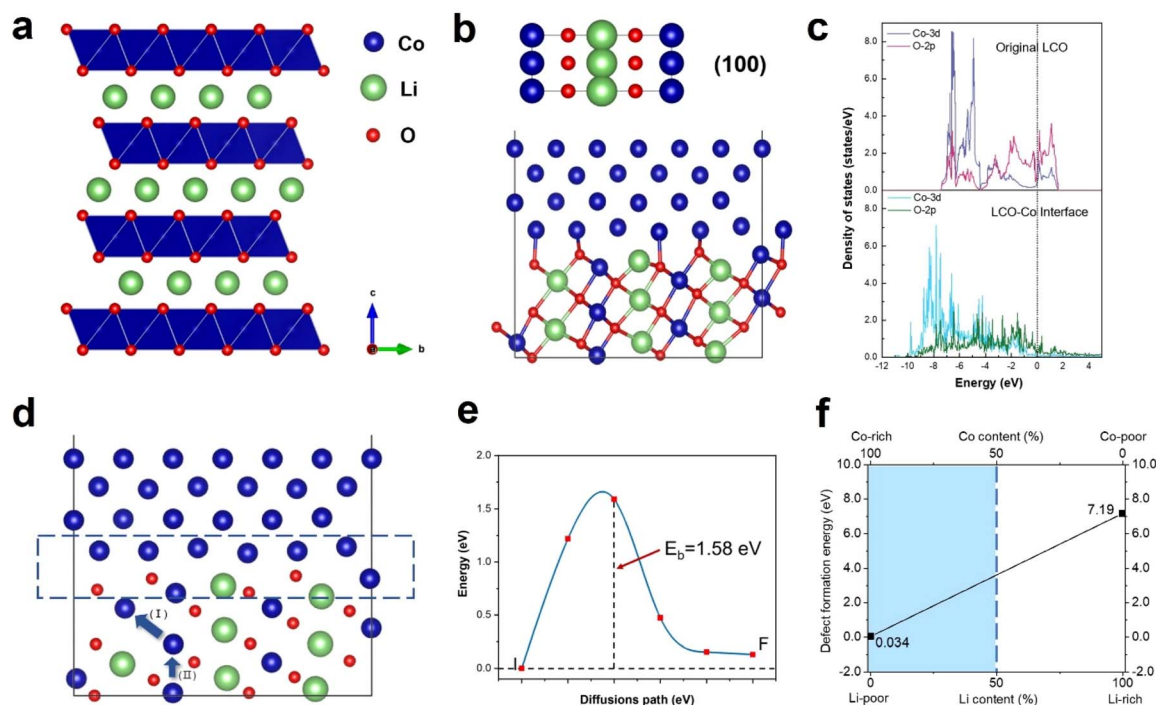 a
Co
Li
O
c
b
b
(100)
c
Co-3d
O-2p
Original LCO
8.0
6.0
4.0
2.0
0.0
Co-3d
O-2p
LCO-Co Interface
8.0
6.0
4.0
2.0
0.0
Density of states (states/eV)
-12 -10 -8 -6 -4 -2 0 2 4
Energy (eV)
d
(I)
(II)
e
2.0
1.5
1.0
0.5
0.0
Energy (eV)
E_b=1.58 eV
I
F
Diffusions path (eV)
f
Co-rich Co content (%) Co-poor
100 50 0
10.0 10.0
8.0 8.0
6.0 6.0
4.0 4.0
2.0 2.0
0.0 0.0
-2.0 -2.0
Defect formation energy (eV)
7.19
0.034
0 50 100
Li-poor Li content (%) Li-rich